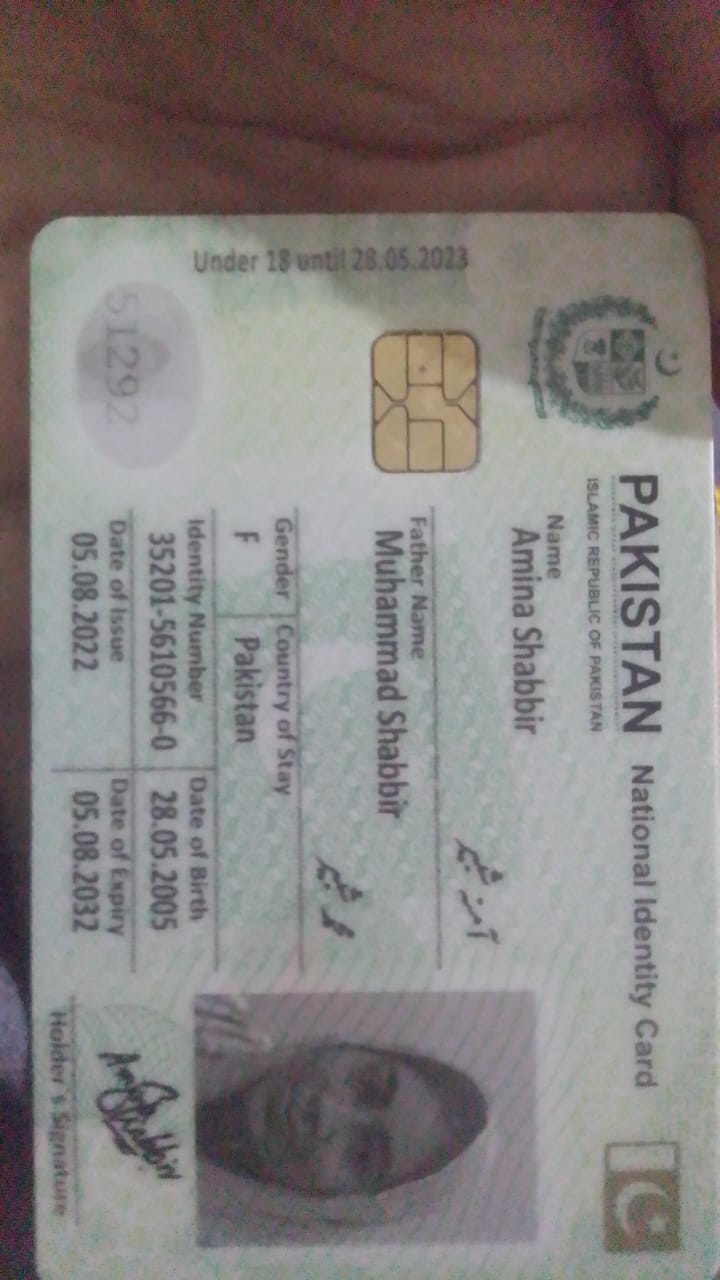 PAKISTAN National Identity Card
ISLAMIC REPUBLIC OF PAKISTAN
Name
Amina Shabbir
آمنہ شبیر
Father Name
Muhammad Shabbir
محمد شبیر
Gender Country of Stay
F Pakistan
Identity Number Date of Birth
35201-5610566-0 28.05.2005
Date of Issue Date of Expiry
05.08.2022 05.08.2032
Under 18 until 28.05.2023
51292
Amina Shabbir
Holder's Signature